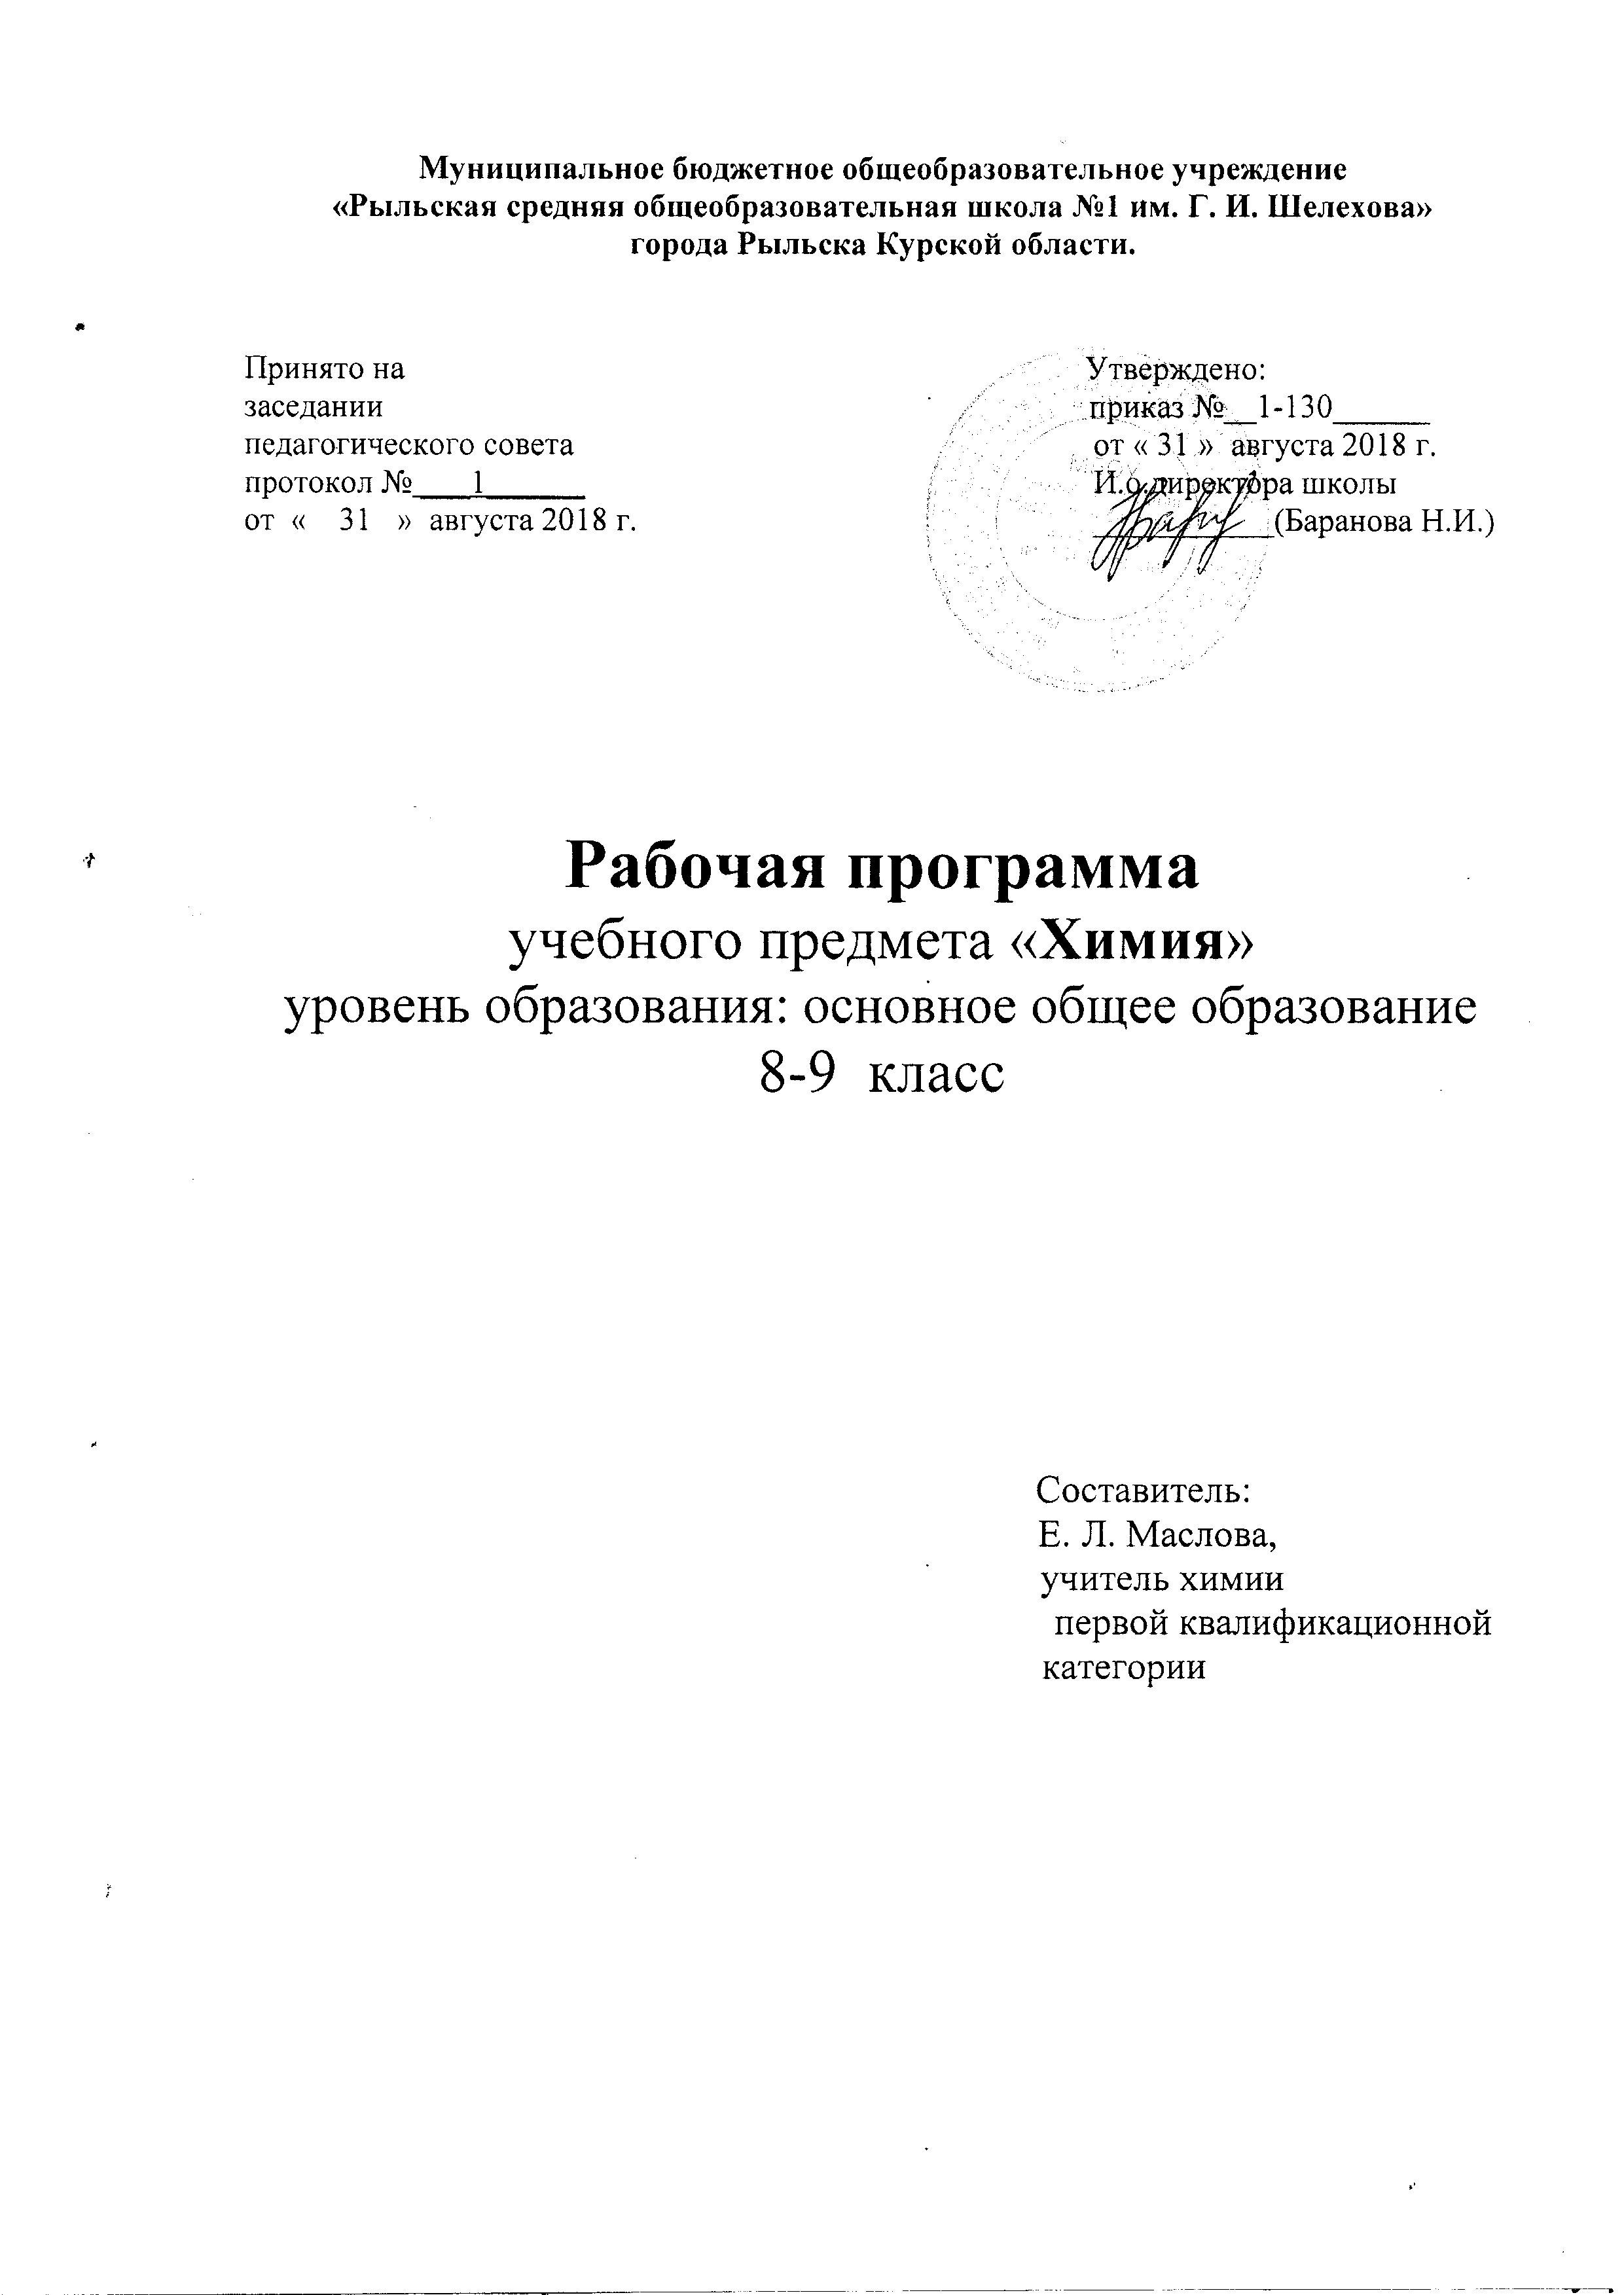 Муниципальное бюджетное общеобразовательное учреждение
«Рыльская средняя общеобразовательная школа №1 им. Г. И. Шелехова»
города Рыльска Курской области.
Принято на
заседании
педагогического совета
протокол №____1______
от « 31 » августа 2018 г.
Утверждено:
приказ №__1-130______
от « 31 » августа 2018 г.
И.о.директора школы
___________(Баранова Н.И.)
Рабочая программа
учебного предмета «Химия»
уровень образования: основное общее образование
8-9 класс
Составитель:
Е. Л. Маслова,
учитель химии
первой квалификационной
категории